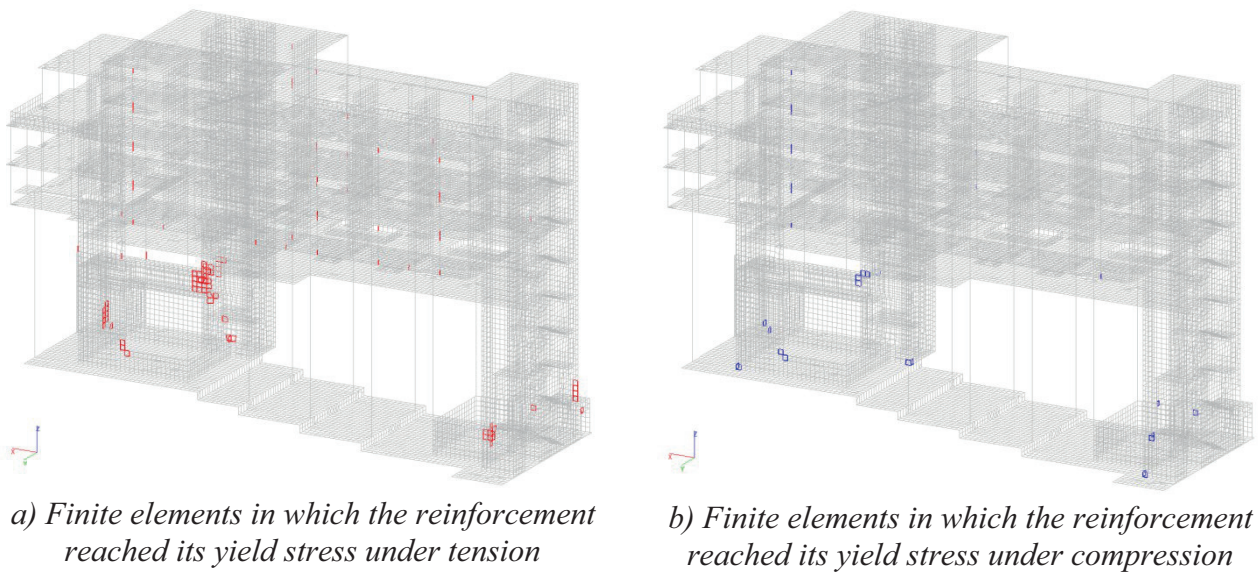 a) Finite elements in which the reinforcement
reached its yield stress under tension
b) Finite elements in which the reinforcement
reached its yield stress under compression